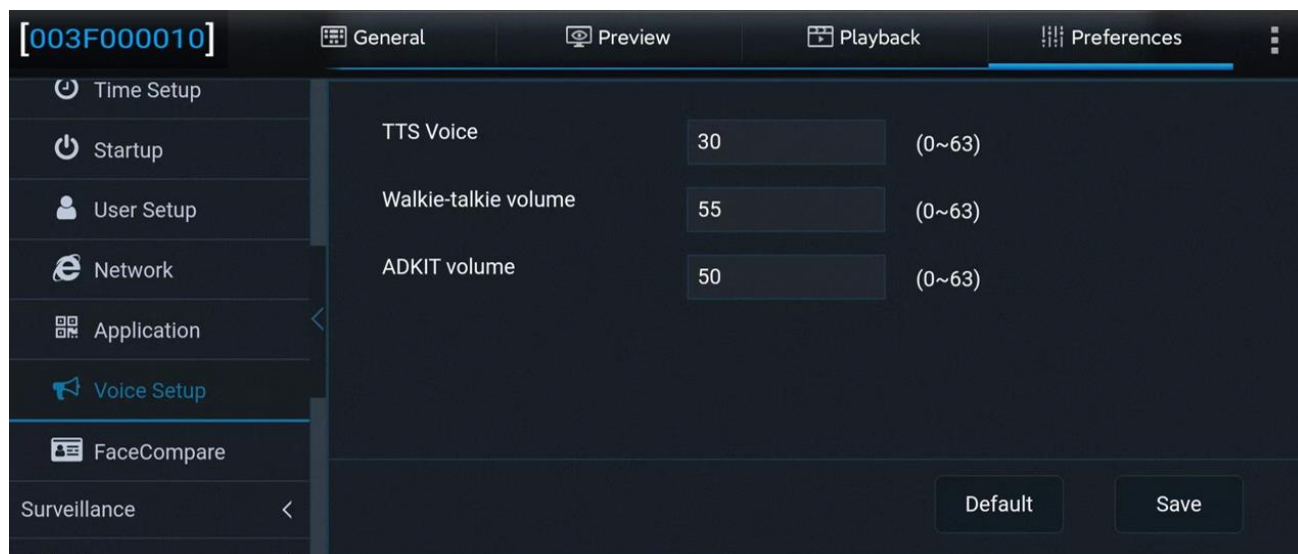 [003F000010]
General
Preview
Playback
Preferences
Time Setup
Startup
User Setup
Network
Application
Voice Setup
FaceCompare
Surveillance
TTS Voice 30 (0~63)
Walkie-talkie volume 55 (0~63)
ADKIT volume 50 (0~63)
Default
Save